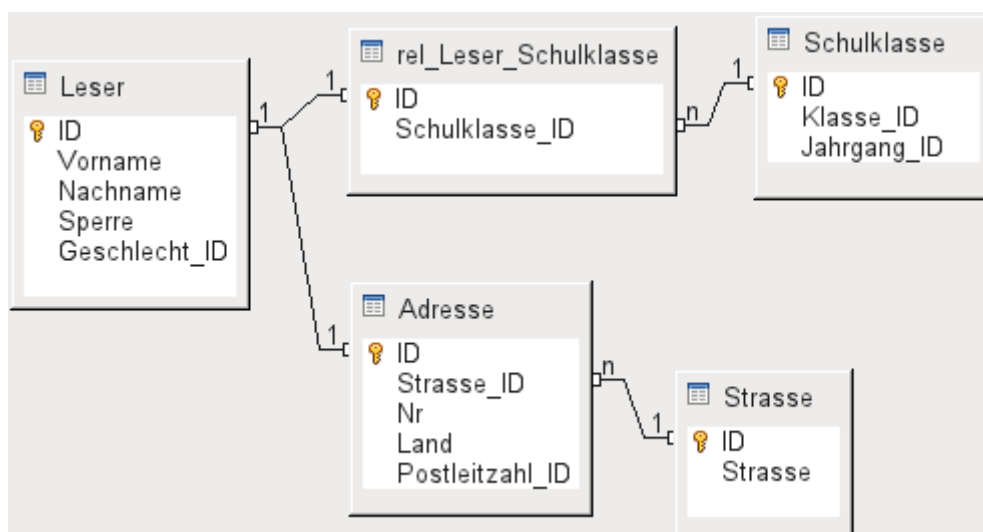 Leser
ID
Vorname
Nachname
Sperre
Geschlecht_ID
1
1
rel_Leser_Schulklasse
ID
Schulklasse_ID
n
1
Schulklasse
ID
Klasse_ID
Jahrgang_ID
1
Adresse
ID
Strasse_ID
Nr
Land
Postleitzahl_ID
n
1
Strasse
ID
Strasse